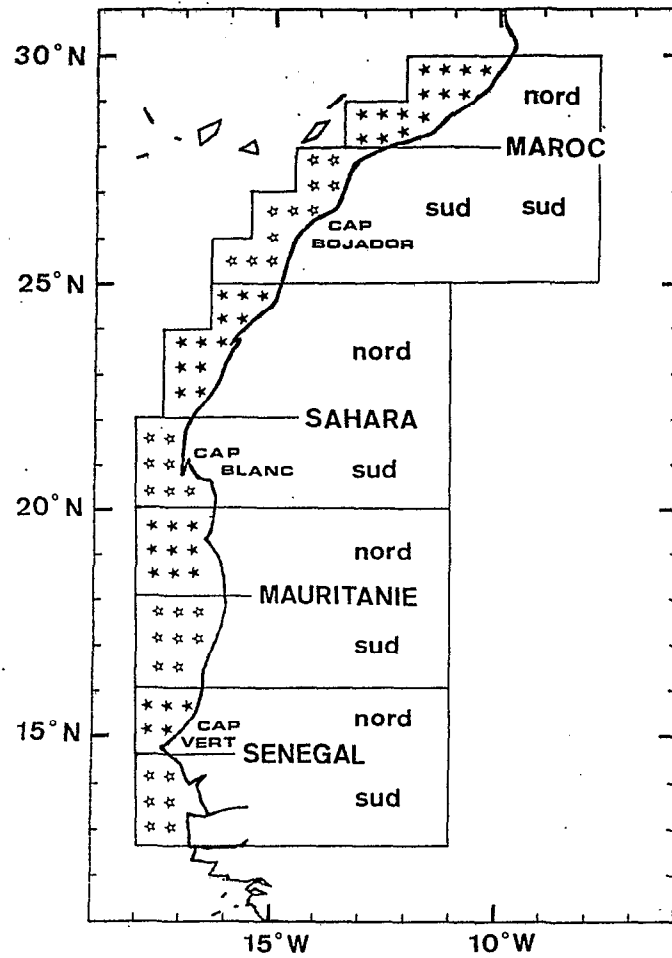 30°N
nord
MAROC
sud sud
CAP
BOJADOR
25°N
nord
SAHARA
CAP
BLANC
sud
20°N
nord
MAURITANIE
sud
CAP
VERT
nord
15°N
SENEGAL
sud
15°W
10°W